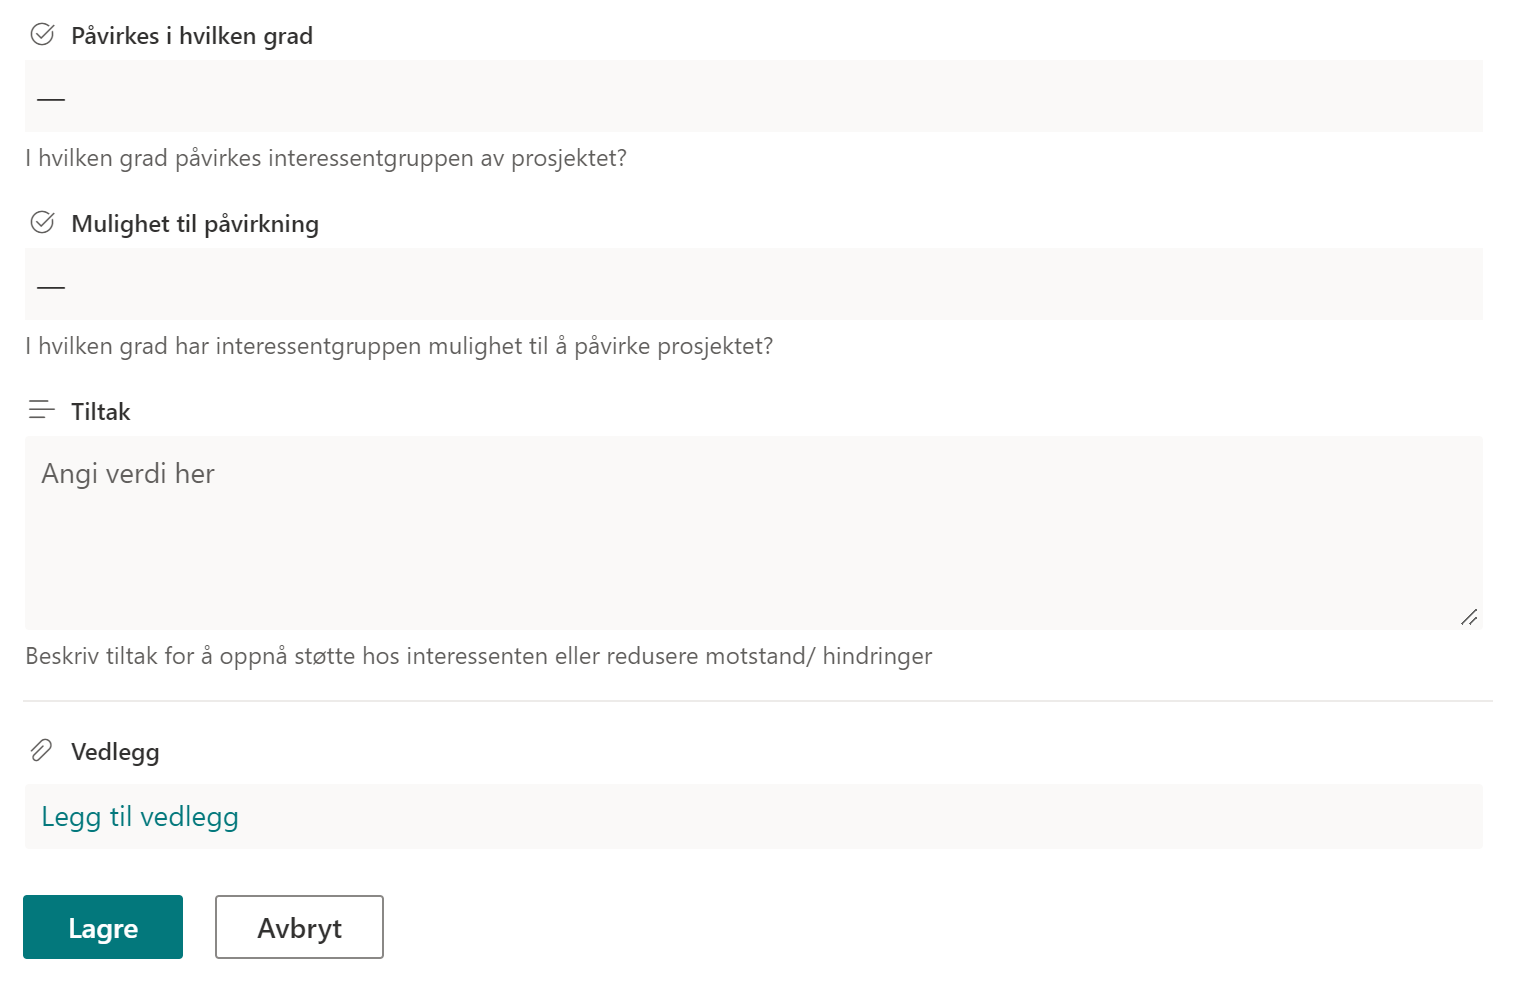 Påvirkes i hvilken grad
—
I hvilken grad påvirkes interessentgruppen av prosjektet?
Mulighet til påvirkning
—
I hvilken grad har interessentgruppen mulighet til å påvirke prosjektet?
Tiltak
Angi verdi her
Beskriv tiltak for å oppnå støtte hos interessenten eller redusere motstand/ hindringer
Vedlegg
Legg til vedlegg
Lagre
Avbryt